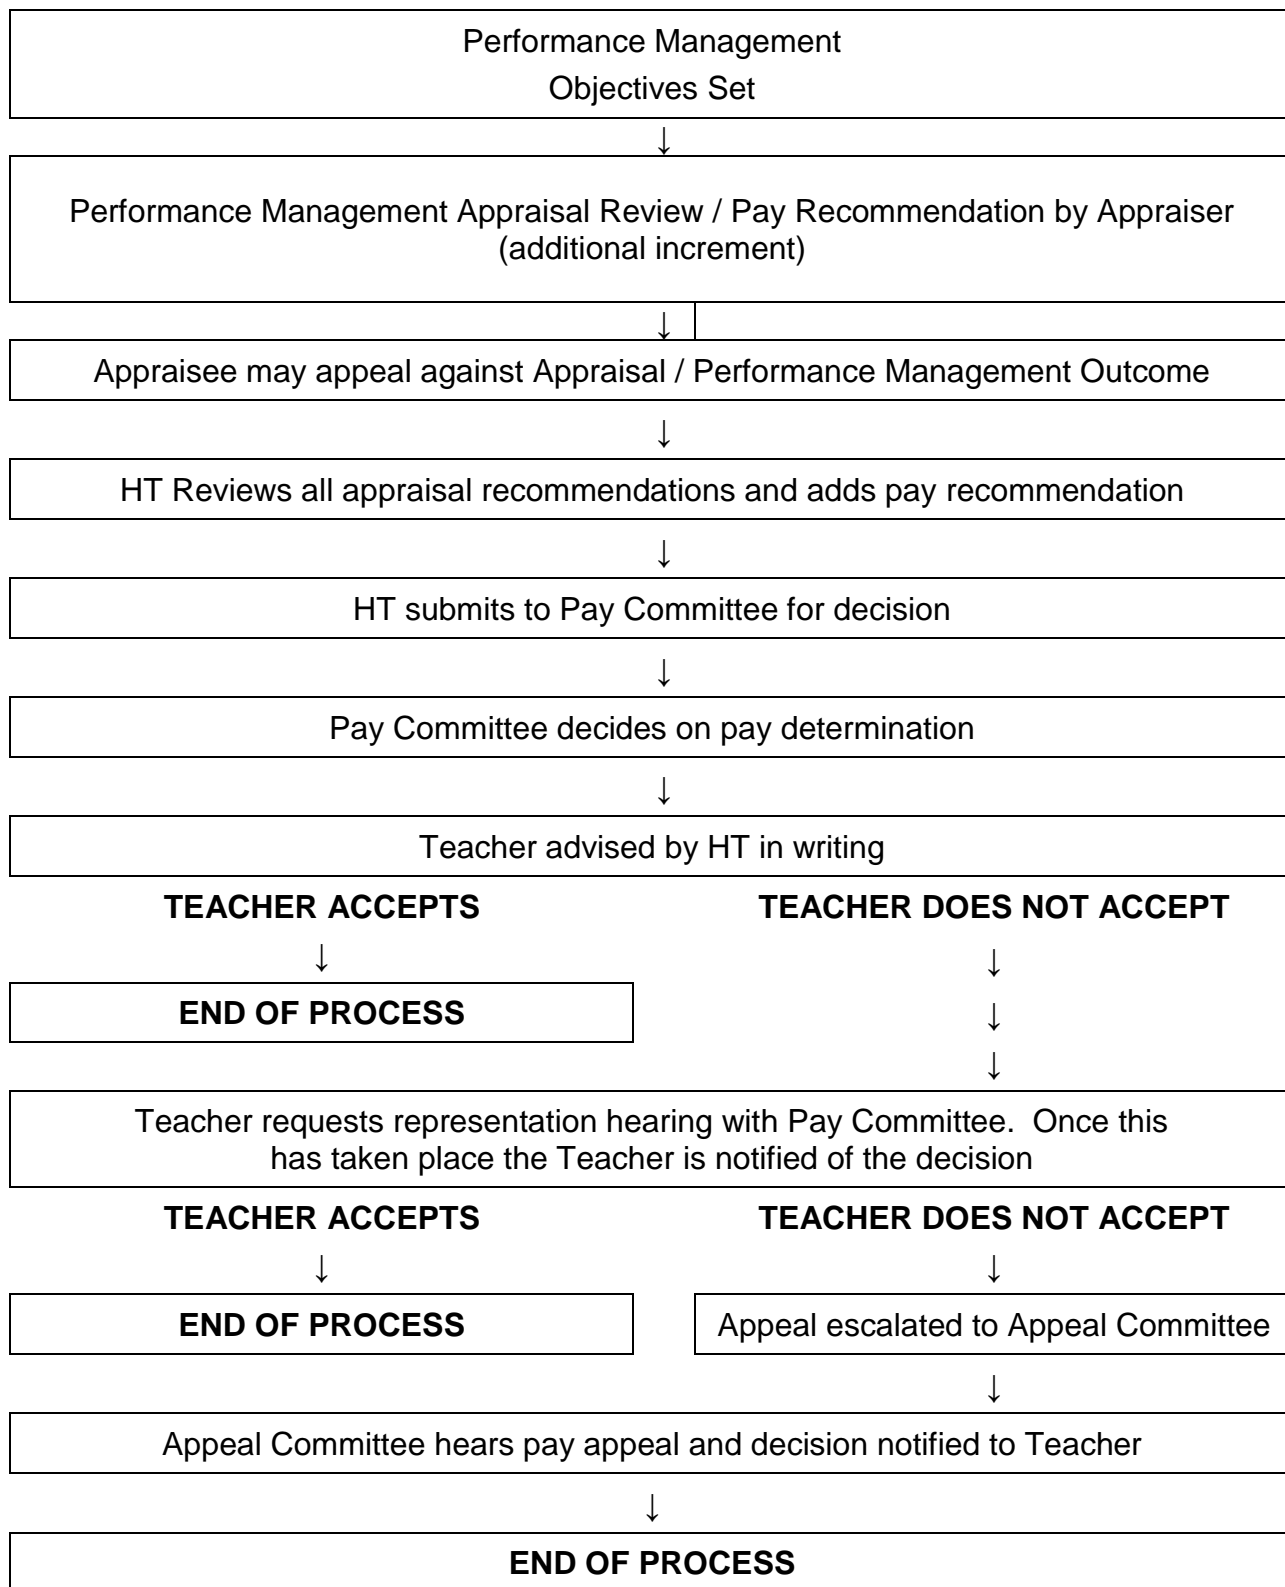 Performance Management
Objectives Set
↓
Performance Management Appraisal Review / Pay Recommendation by Appraiser
(additional increment)
↓
Appraisee may appeal against Appraisal / Performance Management Outcome
↓
HT Reviews all appraisal recommendations and adds pay recommendation
↓
HT submits to Pay Committee for decision
↓
Pay Committee decides on pay determination
↓
Teacher advised by HT in writing
TEACHER ACCEPTS TEACHER DOES NOT ACCEPT
↓ ↓
END OF PROCESS ↓
↓
Teacher requests representation hearing with Pay Committee.  Once this
has taken place the Teacher is notified of the decision
TEACHER ACCEPTS TEACHER DOES NOT ACCEPT
↓ ↓
END OF PROCESS Appeal escalated to Appeal Committee
↓
Appeal Committee hears pay appeal and decision notified to Teacher
↓
END OF PROCESS